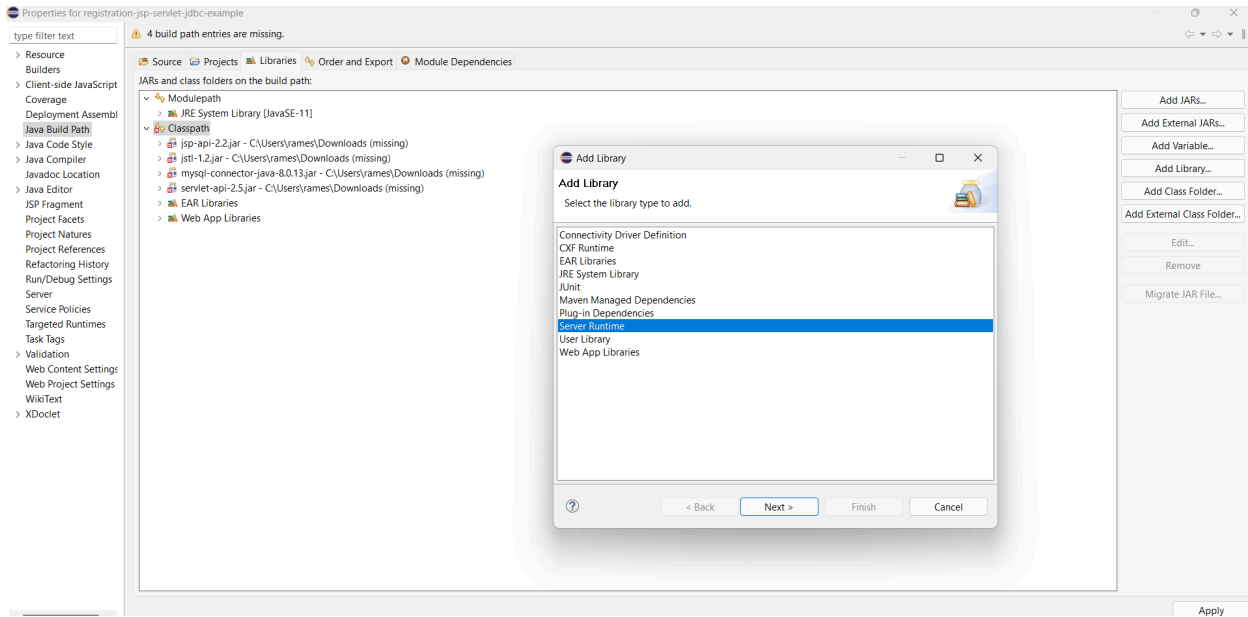 Properties for registration-jsp-servlet-jdbc-example
type filter text
4 build path entries are missing.
Resource
Builders
Client-side JavaScript
Coverage
Deployment Assembl
Java Build Path
Java Code Style
Java Compiler
Javadoc Location
Java Editor
JSP Fragment
Project Facets
Project Natures
Project References
Refactoring History
Run/Debug Settings
Server
Service Policies
Targeted Runtimes
Task Tags
Validation
Web Content Settings
Web Project Settings
WikiText
XDoclet
Source Projects Libraries Order and Export Module Dependencies
JARs and class folders on the build path:
Modulepath
JRE System Library [JavaSE-11]
Classpath
jsp-api-2.2.jar - C:\Users\rames\Downloads (missing)
jstl-1.2.jar - C:\Users\rames\Downloads (missing)
mysql-connector-java-8.0.13.jar - C:\Users\rames\Downloads (missing)
servlet-api-2.5.jar - C:\Users\rames\Downloads (missing)
EAR Libraries
Web App Libraries
Add Library
Add Library
Select the library type to add.
Connectivity Driver Definition
CXF Runtime
EAR Libraries
JRE System Library
JUnit
Maven Managed Dependencies
Plug-in Dependencies
Server Runtime
User Library
Web App Libraries
? < Back Next > Finish Cancel
Add JARs...
Add External JARs...
Add Variable...
Add Library...
Add Class Folder...
Add External Class Folder...
Edit...
Remove
Migrate JAR File...
Apply